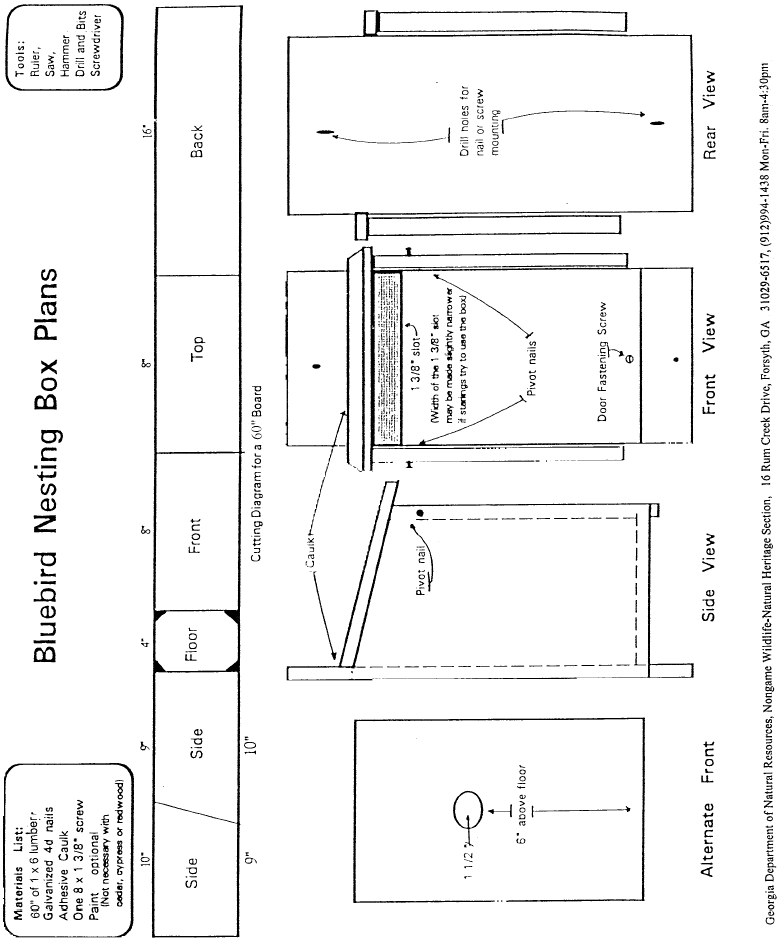 Bluebird Nesting Box Plans
Materials List:
60" of 1 x 6 lumber,
Galvanized 4d nails
Adhesive Caulk
One 8 x 1 3/8" screw
Paint optional
(Not necessary with
cedar, cypress or redwood)
Tools:
Ruler,
Saw,
Hammer
Drill and Bits
Screwdriver
10" 9" 4" 8" 8" 16"
Side Side Floor Front Top Back
9" 10"
Cutting Diagram for a 60" Board
1 1/2"
6" above floor
Alternate Front
Caulk
Pivot nail
Side View
1 3/8" slot
(Width of the 1 3/8" slot
may be made slightly narrower
if starlings try to use the box)
Pivot nails
Door Fastening Screw
Front View
Drill holes for
nail or screw
mounting
Rear View
Georgia Department of Natural Resources, Nongame Wildlife-Natural Heritage Section, 16 Rum Creek Drive, Forsyth, GA 31029-6517, (912)994-1438 Mon-Fri. 8am-4:30pm